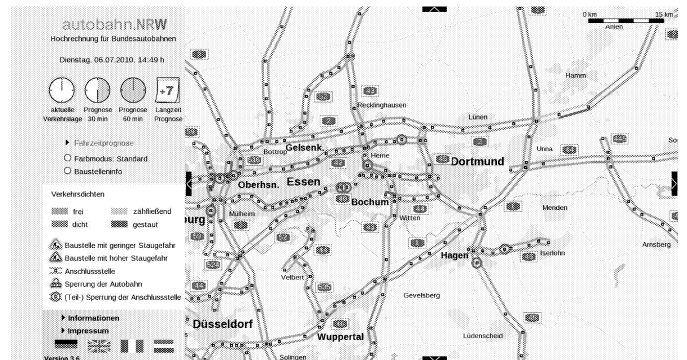 autobahn.NRW
Hochrechnung für Bundesautobahnen
Dienstag, 06.07.2010, 14:49 h
+7
aktuelle Verkehrslage
Prognose 30 min
Prognose 60 min
Langzeit Prognose
Fahrzeitprognose
Farbmodus: Standard
Baustelleninfo
Verkehrsdichten
frei
zähfließend
dicht
gestaut
Baustelle mit geringer Staugefahr
Baustelle mit hoher Staugefahr
Anschlussstelle
Sperrung der Autobahn
(Teil-) Sperrung der Anschlussstelle
Informationen
Impressum
Version 3.6
0 km
15 km
Ahlen
Hamm
Recklinghausen
Lünen
Bottrop
Gelsenk.
Herne
Unna
Dortmund
Oberhsn.
Essen
Bochum
Mülheim
Witten
Menden
Arnsberg
Hagen
Iserlohn
Velbert
Gevelsberg
Düsseldorf
Wuppertal
Lüdenscheid
Solingen